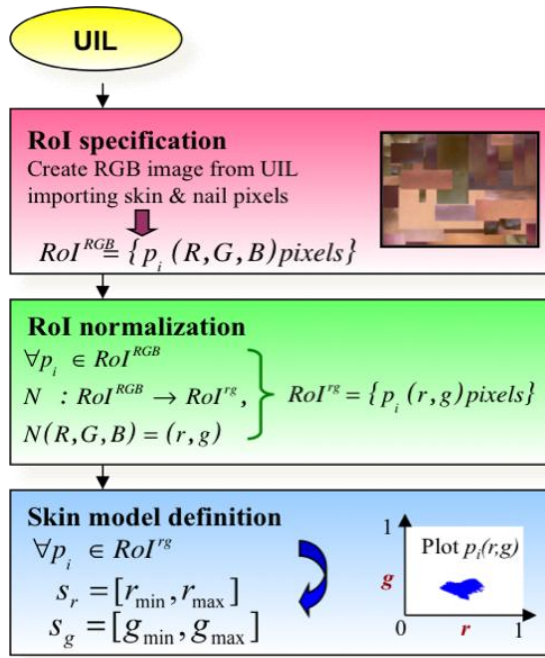 UIL
RoI specification
Create RGB image from UIL
importing skin & nail pixels
RoI^RGB = {p_i (R,G,B)pixels}
RoI normalization
∀p_i ∈ RoI^RGB
N : RoI^RGB → RoI^rg,
N(R,G,B) = (r,g)
RoI^rg = {p_i (r,g)pixels}
Skin model definition
∀p_i ∈ RoI^rg
s_r = [r_min, r_max]
s_g = [g_min, g_max]
1
Plot p_i(r,g)
g
0 r 1